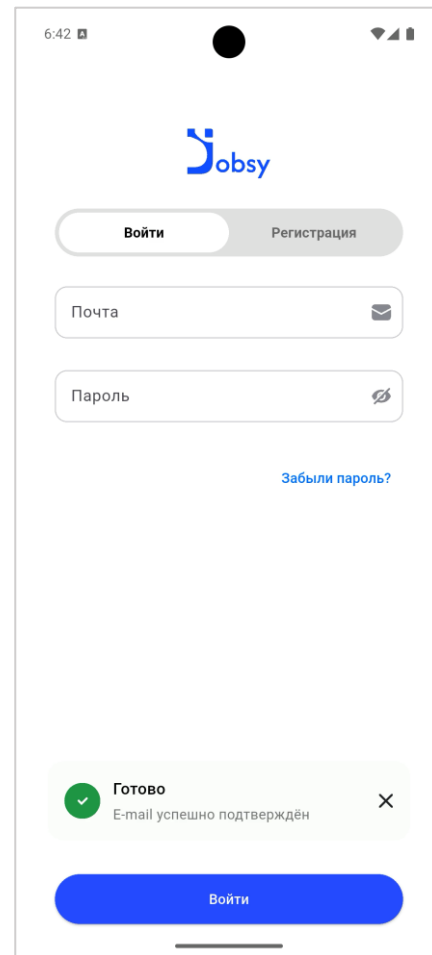 6:42
Jobsy
Войти
Регистрация
Почта
Пароль
Забыли пароль?
Готово
E-mail успешно подтверждён
Войти